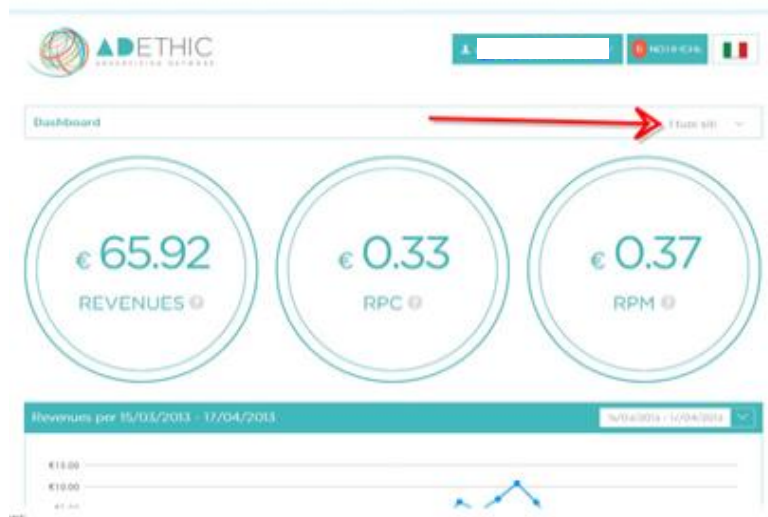 ADETHIC
ADVERTISING NETWORK
6 NOTIFICHE
Dashboard
I tuoi siti
€ 65.92
REVENUES ?
€ 0.33
RPC ?
€ 0.37
RPM ?
Revenues per 15/03/2013 - 17/04/2013
€15.00
€10.00